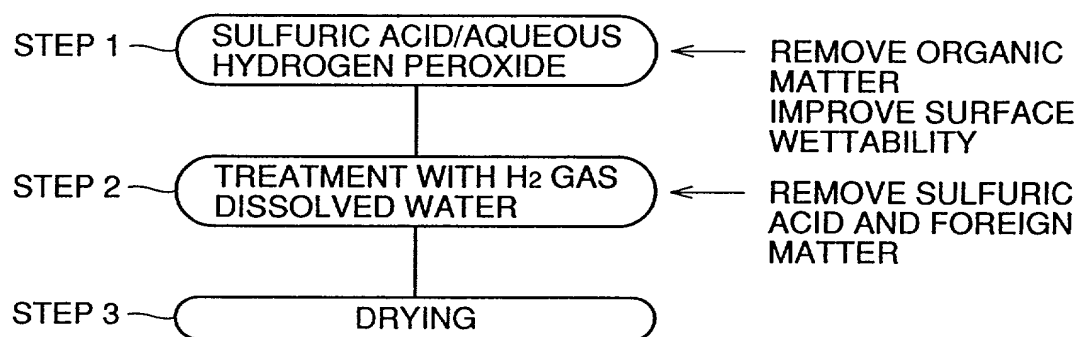 STEP 1
SULFURIC ACID/AQUEOUS
HYDROGEN PEROXIDE
REMOVE ORGANIC
MATTER
IMPROVE SURFACE
WETTABILITY
STEP 2
TREATMENT WITH H2 GAS
DISSOLVED WATER
REMOVE SULFURIC
ACID AND FOREIGN
MATTER
STEP 3
DRYING